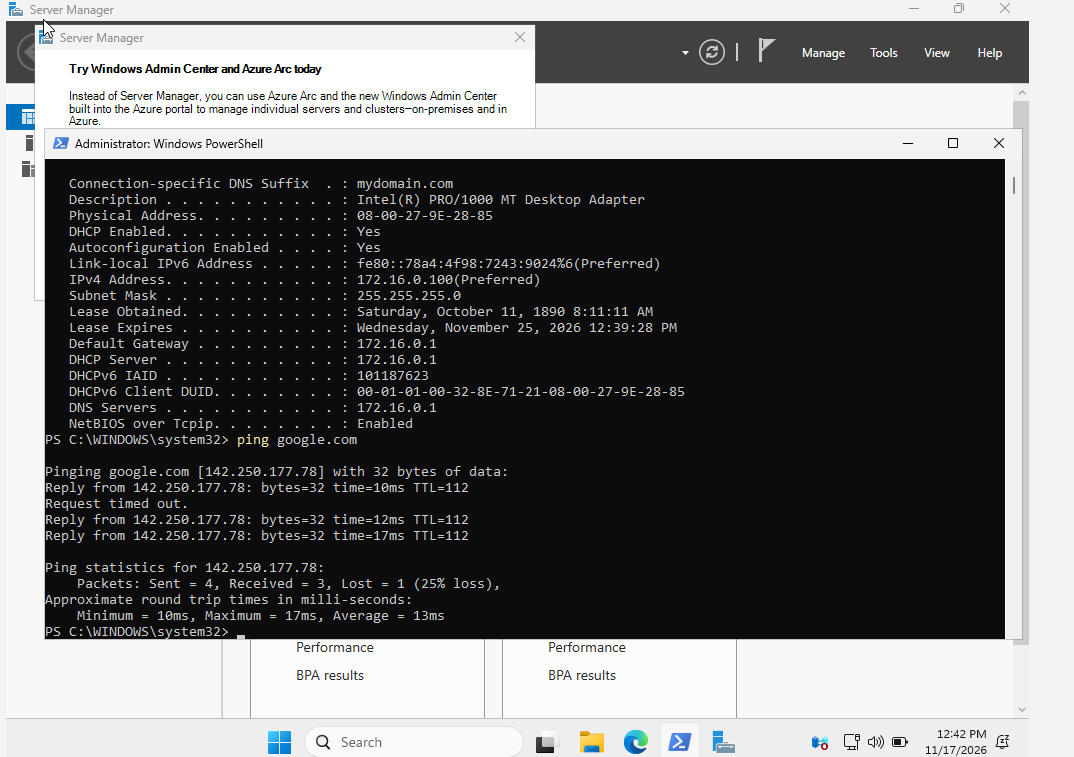 Server Manager
Server Manager
Manage Tools View Help
Try Windows Admin Center and Azure Arc today
Instead of Server Manager, you can use Azure Arc and the new Windows Admin Center
built into the Azure portal to manage individual servers and clusters–on-premises and in
Azure.
Administrator: Windows PowerShell
Connection-specific DNS Suffix  . : mydomain.com
Description . . . . . . . . . . . : Intel(R) PRO/1000 MT Desktop Adapter
Physical Address. . . . . . . . . : 08-00-27-9E-28-85
DHCP Enabled. . . . . . . . . . . : Yes
Autoconfiguration Enabled . . . . : Yes
Link-local IPv6 Address . . . . . : fe80::78a4:4f98:7243:9024%6(Preferred)
IPv4 Address. . . . . . . . . . . : 172.16.0.100(Preferred)
Subnet Mask . . . . . . . . . . . : 255.255.255.0
Lease Obtained. . . . . . . . . . : Saturday, October 11, 1890 8:11:11 AM
Lease Expires . . . . . . . . . . : Wednesday, November 25, 2026 12:39:28 PM
Default Gateway . . . . . . . . . : 172.16.0.1
DHCP Server . . . . . . . . . . . : 172.16.0.1
DHCPv6 IAID . . . . . . . . . . . : 101187623
DHCPv6 Client DUID. . . . . . . . : 00-01-01-00-32-8E-71-21-08-00-27-9E-28-85
DNS Servers . . . . . . . . . . . : 172.16.0.1
NetBIOS over Tcpip. . . . . . . . : Enabled
PS C:\WINDOWS\system32> ping google.com
Pinging google.com [142.250.177.78] with 32 bytes of data:
Reply from 142.250.177.78: bytes=32 time=10ms TTL=112
Request timed out.
Reply from 142.250.177.78: bytes=32 time=12ms TTL=112
Reply from 142.250.177.78: bytes=32 time=17ms TTL=112
Ping statistics for 142.250.177.78:
Packets: Sent = 4, Received = 3, Lost = 1 (25% loss),
Approximate round trip times in milli-seconds:
Minimum = 10ms, Maximum = 17ms, Average = 13ms
PS C:\WINDOWS\system32>
Performance Performance
BPA results BPA results
Search
12:42 PM
11/17/2026